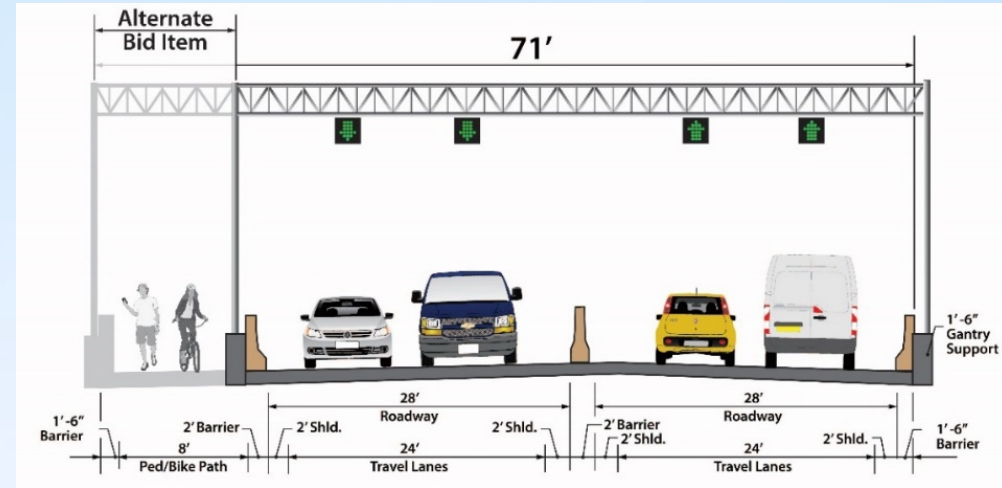 Alternate
Bid Item
71'
1'-6"
Gantry
Support
28'
Roadway
28'
Roadway
1'-6"
Barrier
8'
Ped/Bike Path
2' Barrier
2' Shld.
24'
Travel Lanes
2' Shld.
2' Barrier
2' Shld.
24'
Travel Lanes
2' Shld.
1'-6"
Barrier